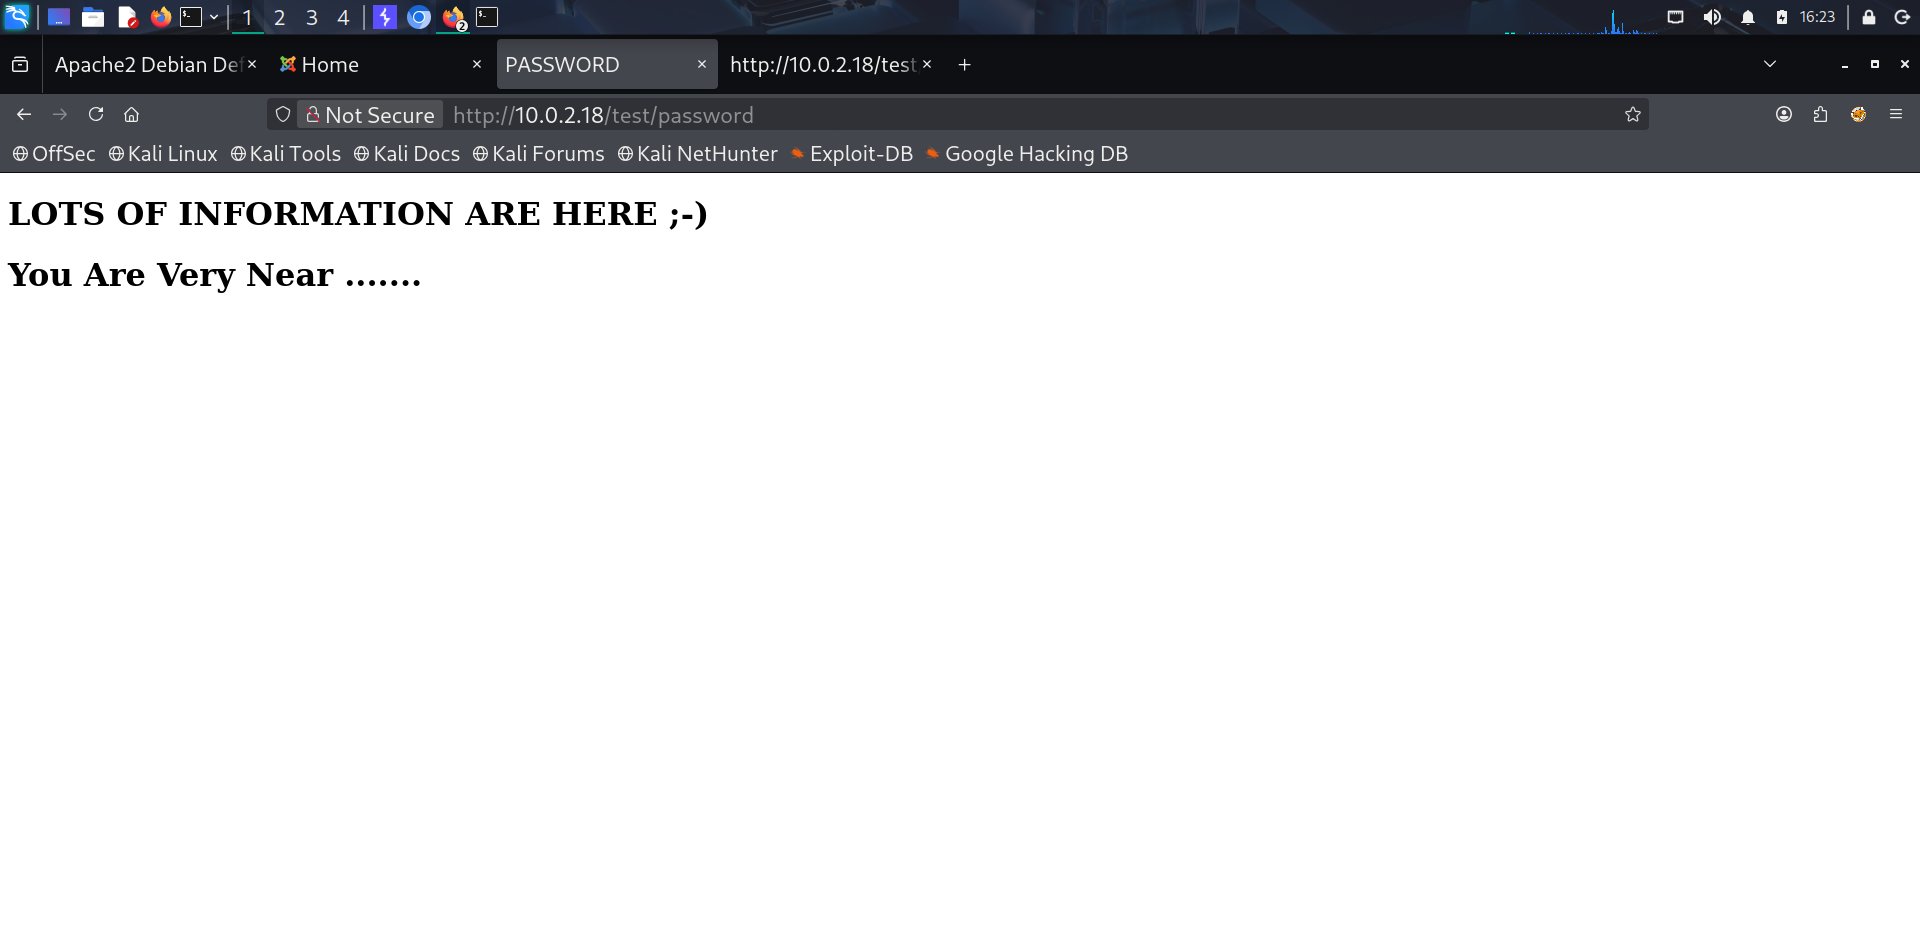 1 2 3 4 2 16:23
Apache2 Debian Def Home PASSWORD http://10.0.2.18/test
Not Secure http://10.0.2.18/test/password
OffSec Kali Linux Kali Tools Kali Docs Kali Forums Kali NetHunter Exploit-DB Google Hacking DB
LOTS OF INFORMATION ARE HERE ;-)
You Are Very Near .......